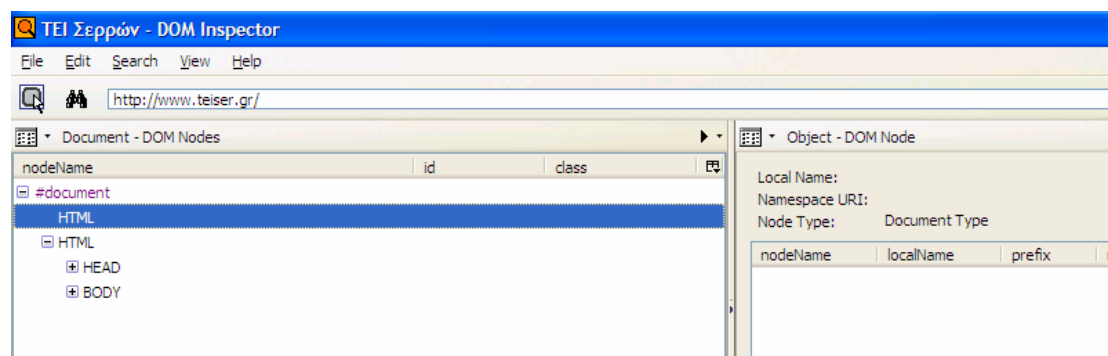 ΤΕΙ Σερρών - DOM Inspector
File Edit Search View Help
http://www.teiser.gr/
Document - DOM Nodes
nodeName id class
#document
HTML
HTML
HEAD
BODY
Object - DOM Node
Local Name:
Namespace URI:
Node Type: Document Type
nodeName localName prefix